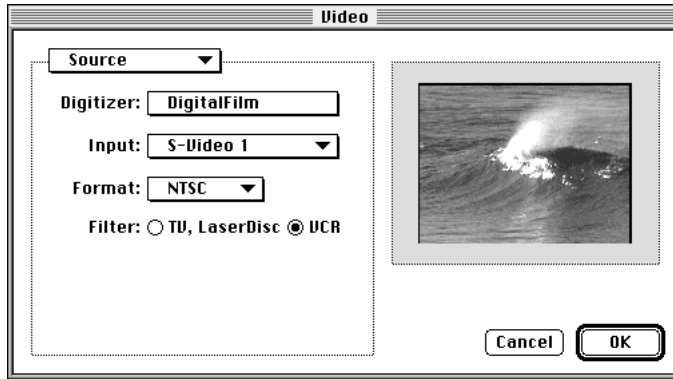 Video
Source
Digitizer: DigitalFilm
Input: S-Video 1
Format: NTSC
Filter: TV, LaserDisc VCR
Cancel OK